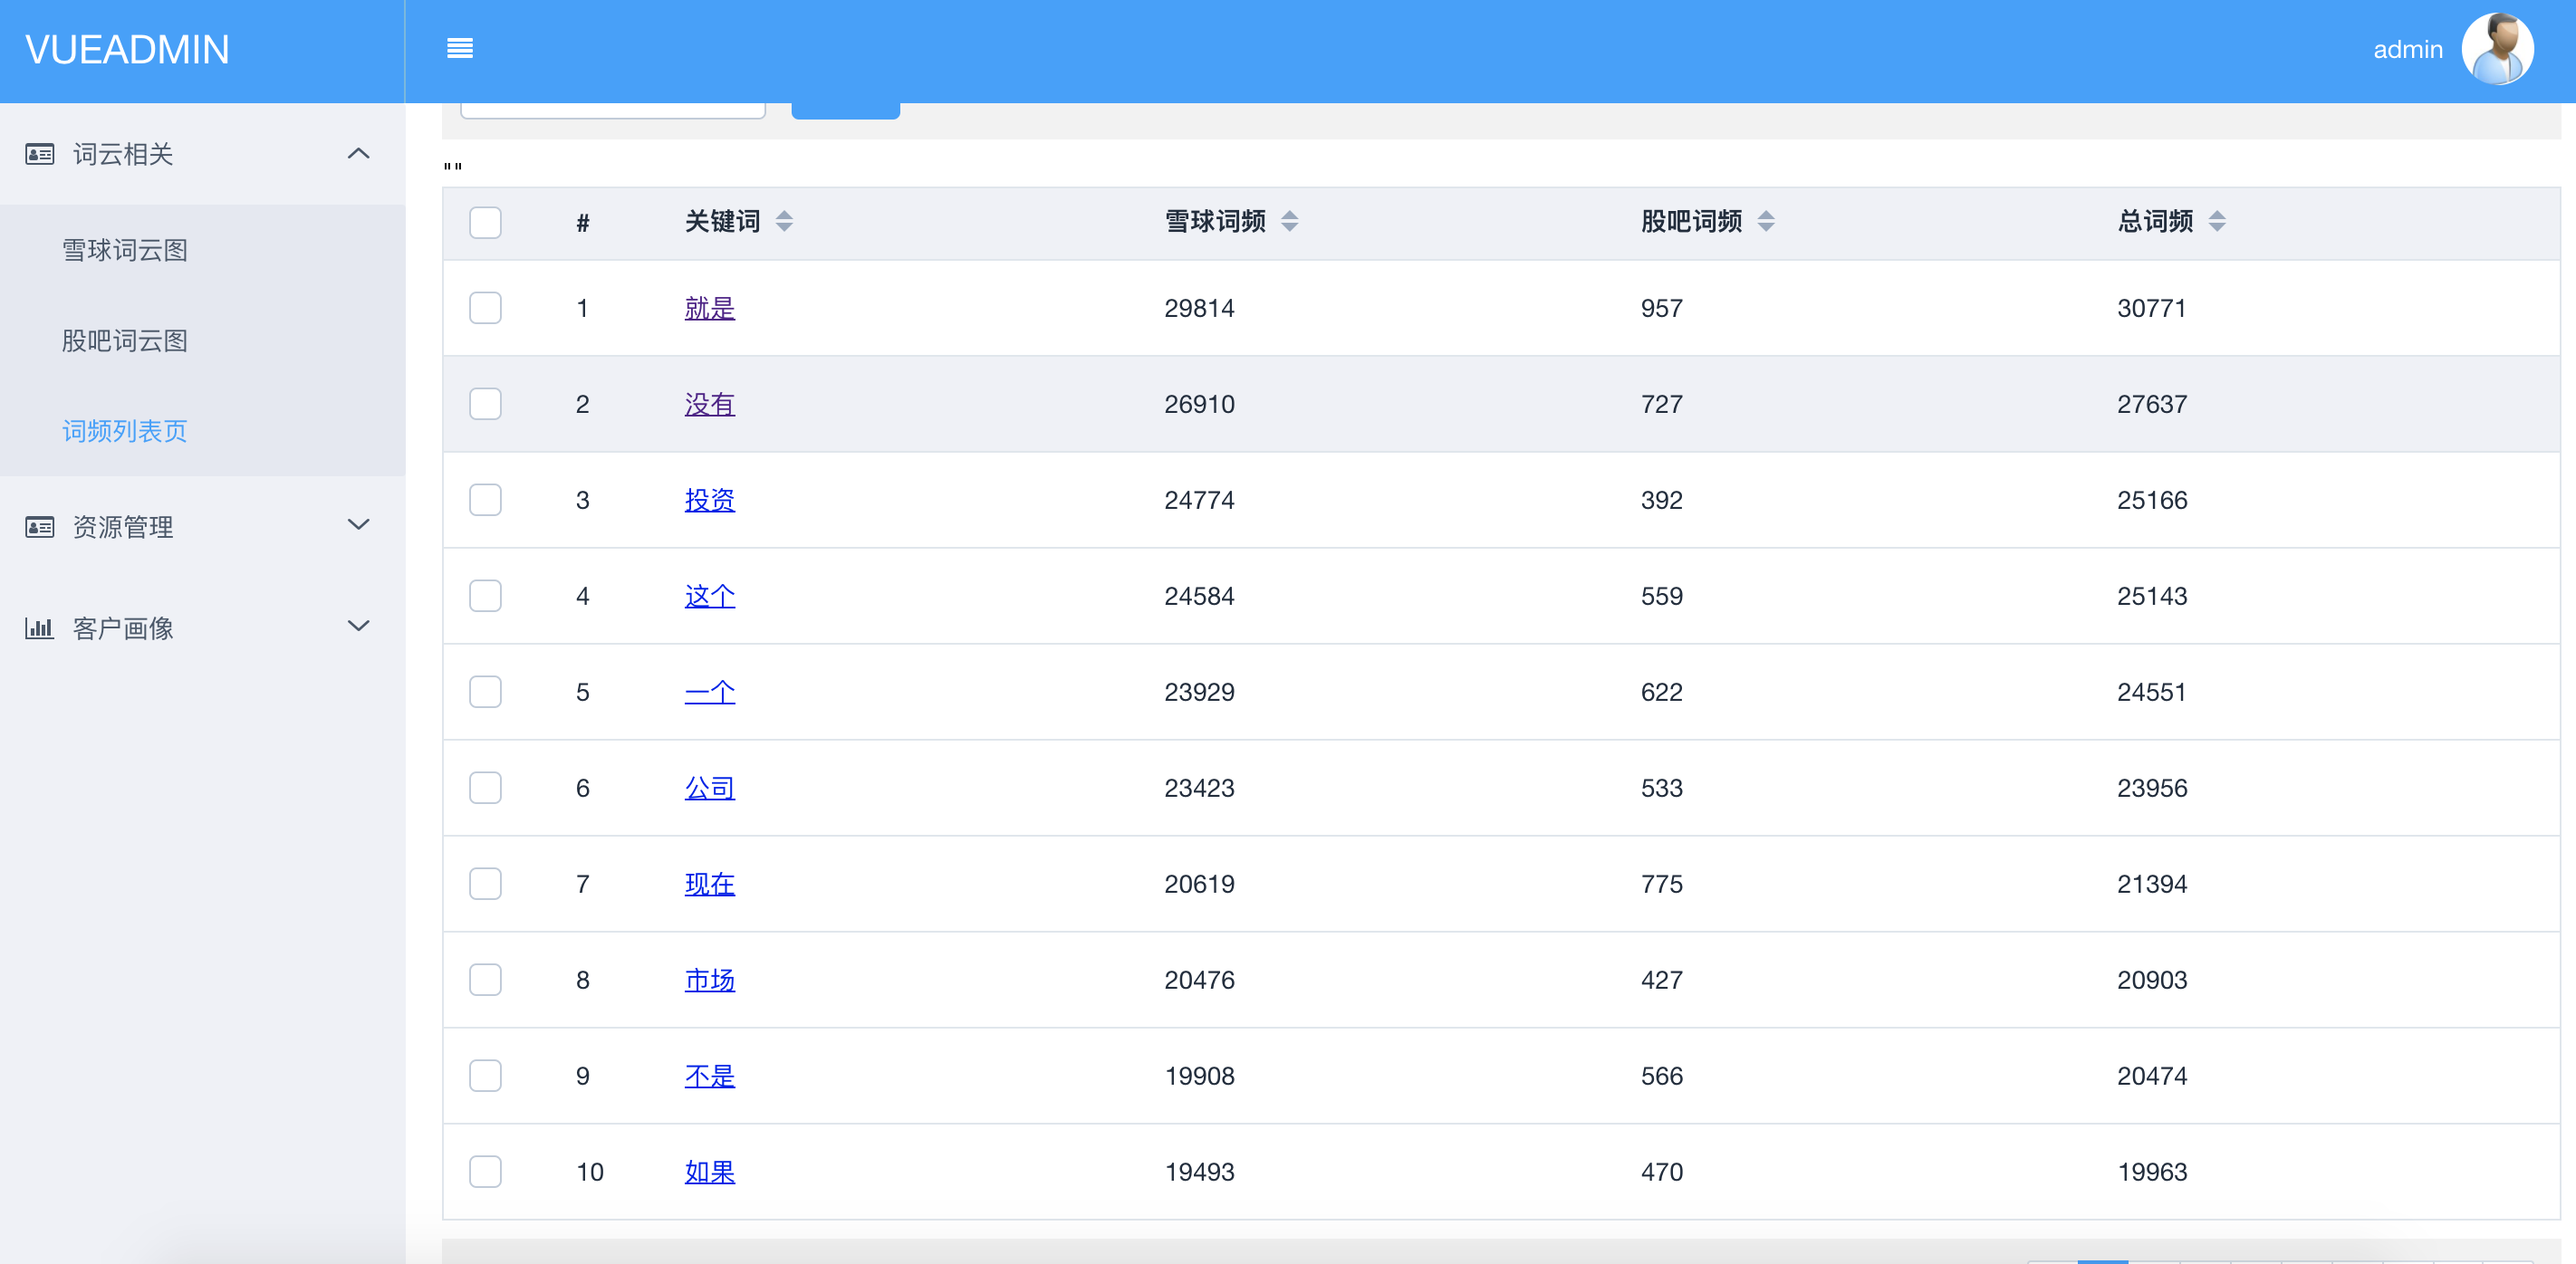 VUEADMIN
admin
词云相关
雪球词云图
股吧词云图
词频列表页
资源管理
客户画像
""
# 关键词 雪球词频 股吧词频 总词频
1 就是 29814 957 30771
2 没有 26910 727 27637
3 投资 24774 392 25166
4 这个 24584 559 25143
5 一个 23929 622 24551
6 公司 23423 533 23956
7 现在 20619 775 21394
8 市场 20476 427 20903
9 不是 19908 566 20474
10 如果 19493 470 19963